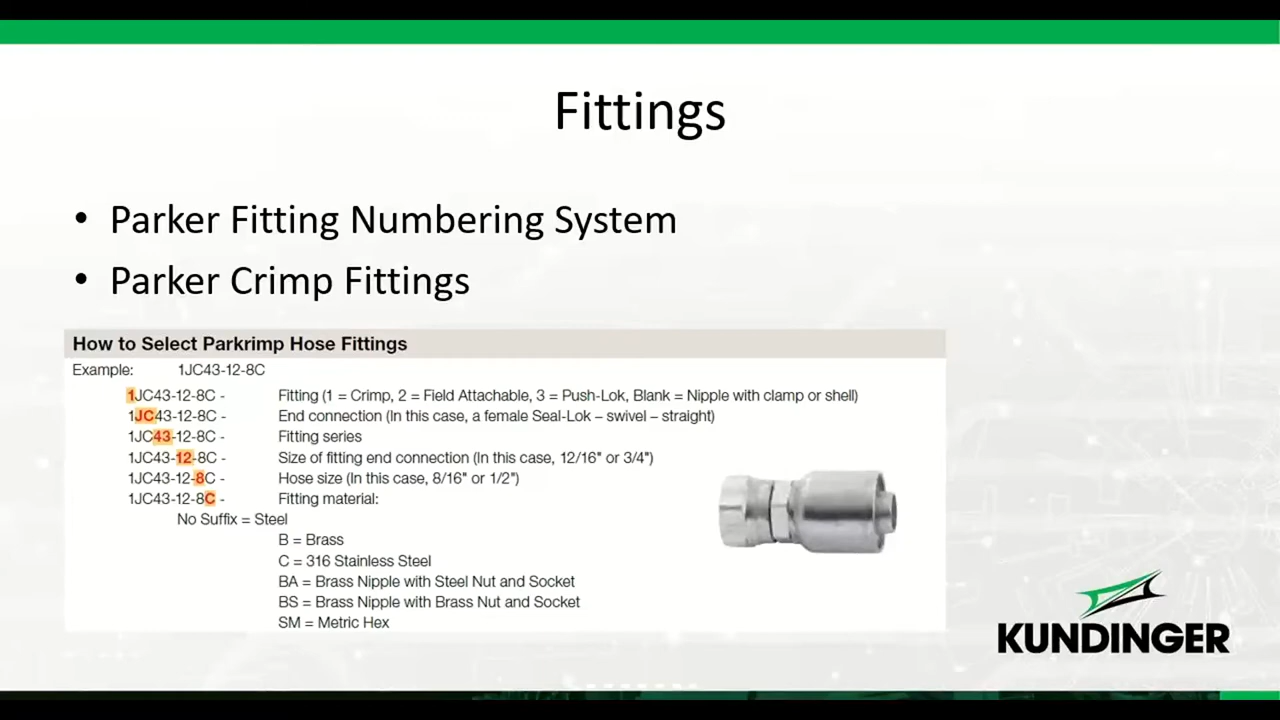 Fittings
• Parker Fitting Numbering System
• Parker Crimp Fittings
How to Select Parkrimp Hose Fittings
Example: 1JC43-12-8C
1JC43-12-8C - Fitting (1 = Crimp, 2 = Field Attachable, 3 = Push-Lok, Blank = Nipple with clamp or shell)
1JC43-12-8C - End connection (In this case, a female Seal-Lok – swivel – straight)
1JC43-12-8C - Fitting series
1JC43-12-8C - Size of fitting end connection (In this case, 12/16" or 3/4")
1JC43-12-8C - Hose size (In this case, 8/16" or 1/2")
1JC43-12-8C - Fitting material:
No Suffix = Steel
B = Brass
C = 316 Stainless Steel
BA = Brass Nipple with Steel Nut and Socket
BS = Brass Nipple with Brass Nut and Socket
SM = Metric Hex
KUNDINGER